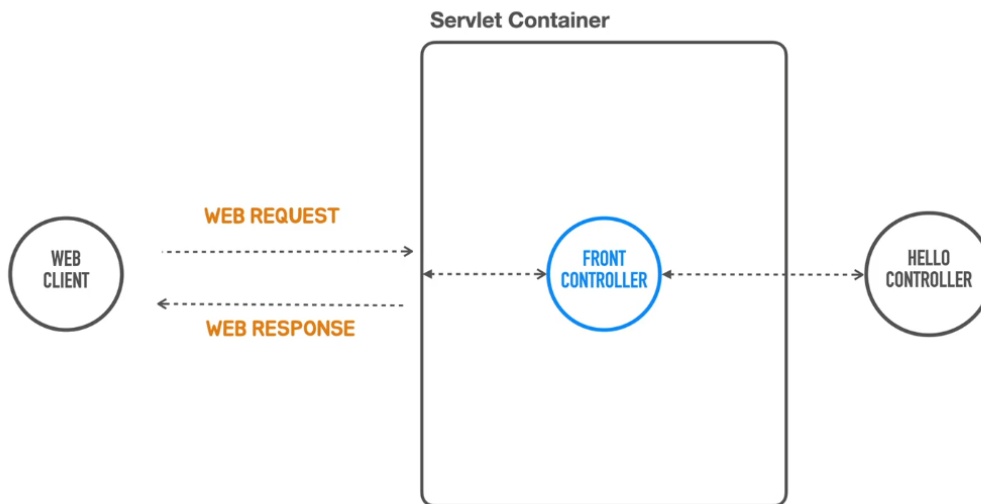 Servlet Container
WEB REQUEST
WEB
CLIENT
FRONT
CONTROLLER
HELLO
CONTROLLER
WEB RESPONSE